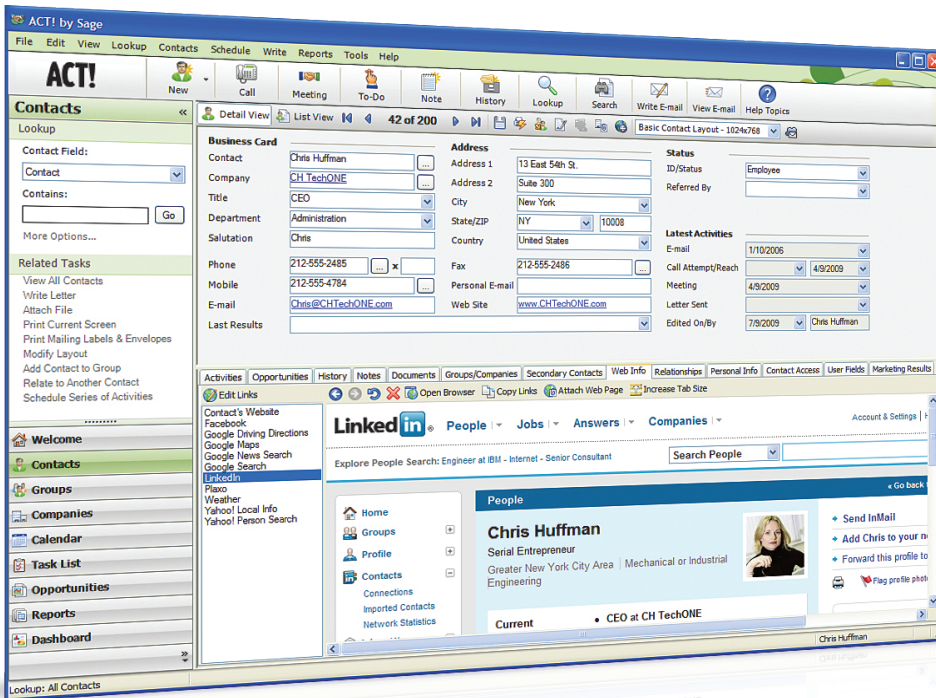 ACT! by Sage
File Edit View Lookup Contacts Schedule Write Reports Tools Help
ACT!
New Call Meeting To-Do Note History Lookup Search Write E-mail View E-mail Help Topics
Contacts «
Lookup
Contact Field:
Contact
Contains:
Go
More Options...
Related Tasks
View All Contacts
Write Letter
Attach File
Print Current Screen
Print Mailing Labels & Envelopes
Modify Layout
Add Contact to Group
Relate to Another Contact
Schedule Series of Activities
Welcome
Contacts
Groups
Companies
Calendar
Task List
Opportunities
Reports
Dashboard
»
Lookup: All Contacts
Detail View List View 42 of 200 Basic Contact Layout - 1024x768
Business Card
Contact Chris Huffman ...
Company CH TechONE ...
Title CEO
Department Administration
Salutation Chris
Phone 212-555-2485 ... x
Mobile 212-555-4784 ...
E-mail Chris@CHTechONE.com
Last Results
Address
Address 1 13 East 54th St.
Address 2 Suite 300
City New York
State/ZIP NY 10008
Country United States
Fax 212-555-2486 ...
Personal E-mail
Web Site www.CHTechONE.com
Status
ID/Status Employee
Referred By
Latest Activities
E-mail 1/10/2006
Call Attempt/Reach 4/9/2009
Meeting 4/9/2009
Letter Sent
Edited On/By 7/9/2009 Chris Huffman
Activities Opportunities History Notes Documents Groups/Companies Secondary Contacts Web Info Relationships Personal Info Contact Access User Fields Marketing Results
Edit Links Open Browser Copy Links Attach Web Page Increase Tab Size
Contact's Website
Facebook
Google Driving Directions
Google Maps
Google News Search
Google Search
LinkedIn
Plaxo
Weather
Yahoo! Local Info
Yahoo! Person Search
Linked in ® People Jobs Answers Companies Account & Settings
Explore People Search: Engineer at IBM - Internet - Senior Consultant Search People
Home
Groups
Profile
Contacts
Connections
Imported Contacts
Network Statistics
People « Go back
Chris Huffman
Serial Entrepreneur
Greater New York City Area | Mechanical or Industrial
Engineering
Current • CEO at CH TechONE
Send InMail
Add Chris to your
Forward this profile to
Flag profile
Chris Huffman